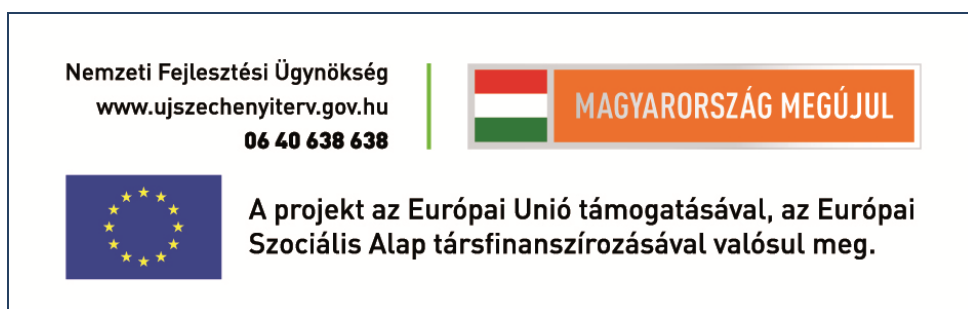 Nemzeti Fejlesztési Ügynökség
www.ujszechenyiterv.gov.hu
06 40 638 638
MAGYARORSZÁG MEGÚJUL
A projekt az Európai Unió támogatásával, az Európai
Szociális Alap társfinanszírozásával valósul meg.